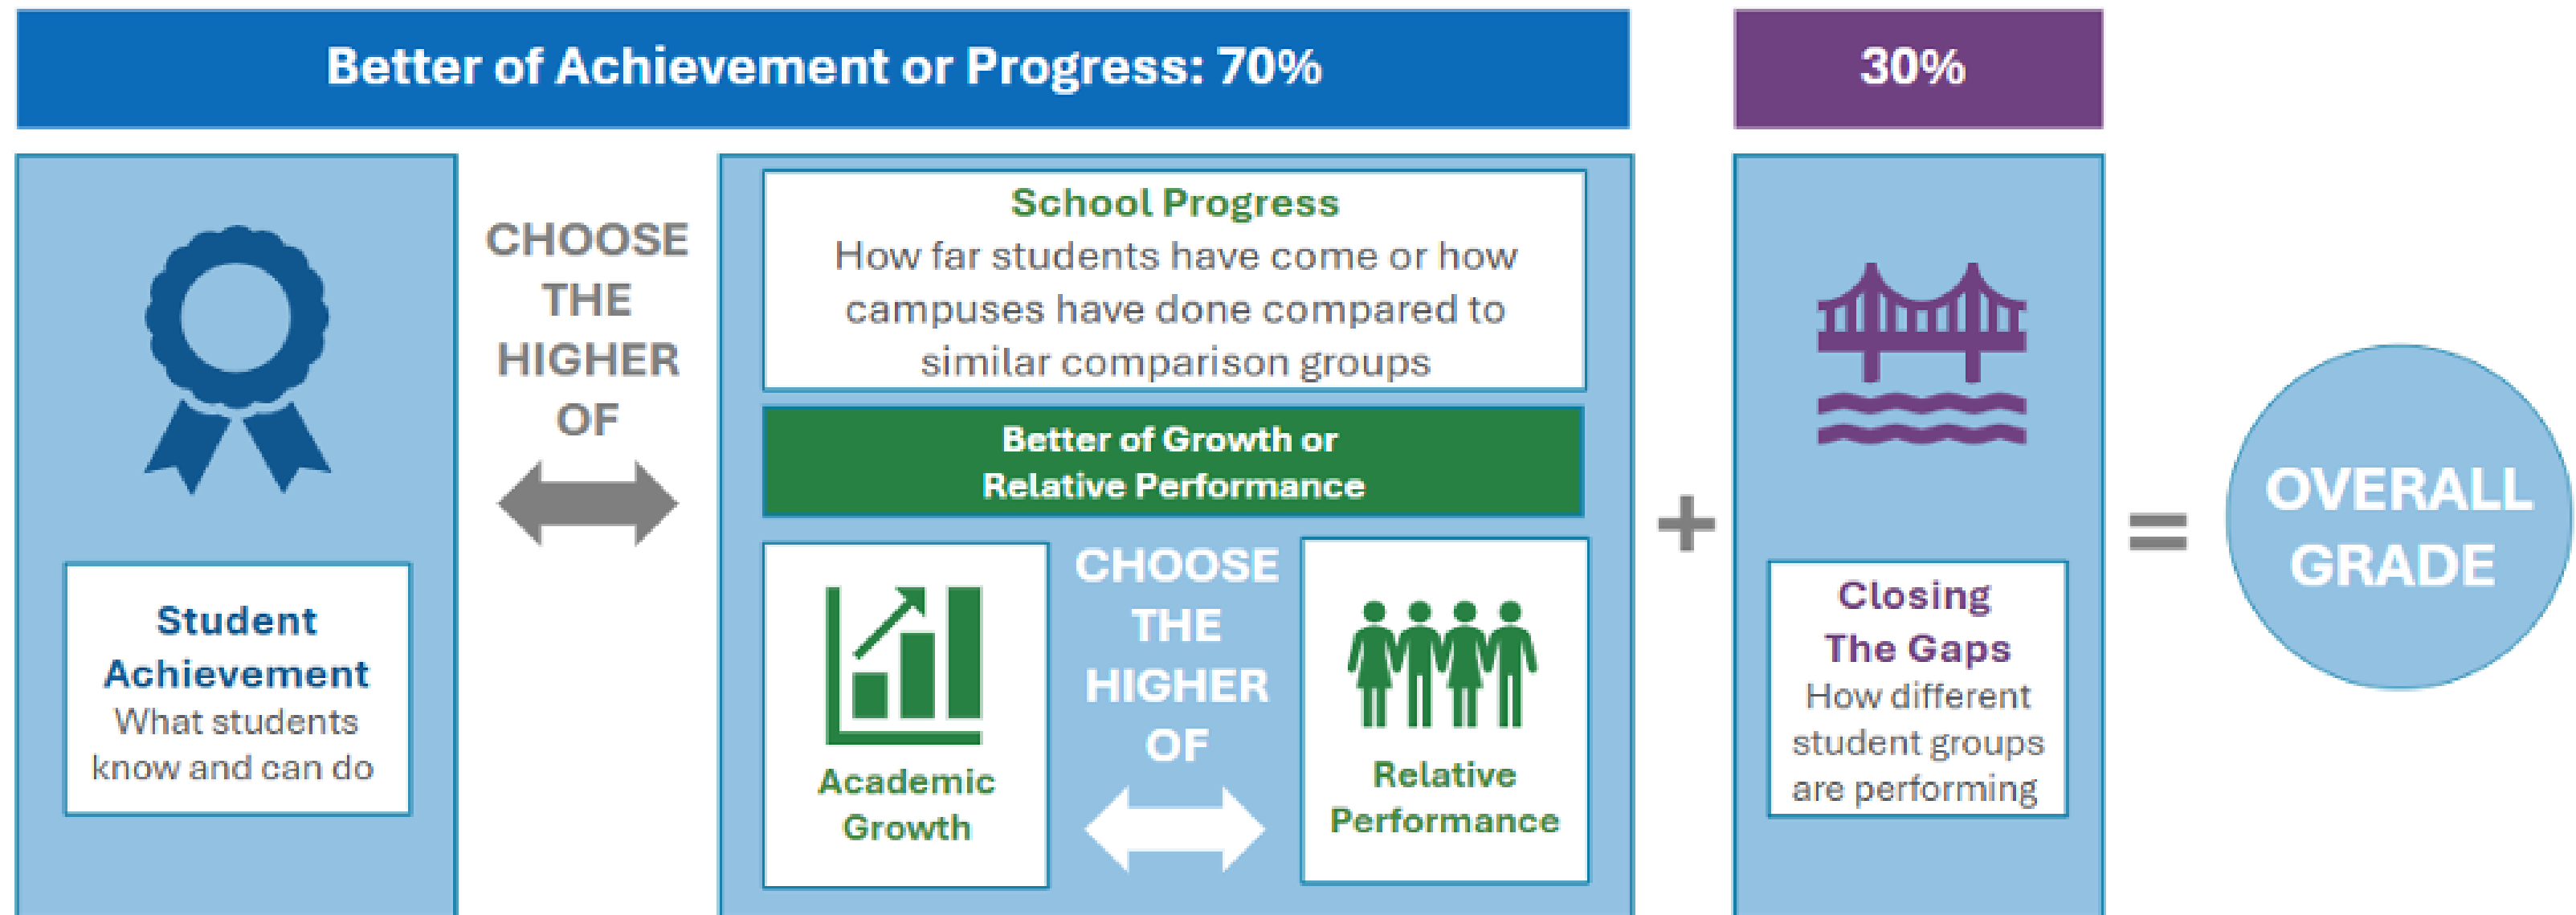 Better of Achievement or Progress: 70%
30%
Student
Achievement
What students
know and can do
CHOOSE
THE
HIGHER
OF
School Progress
How far students have come or how
campuses have done compared to
similar comparison groups
Better of Growth or
Relative Performance
Academic
Growth
CHOOSE
THE
HIGHER
OF
Relative
Performance
+
Closing
The Gaps
How different
student groups
are performing
=
OVERALL
GRADE